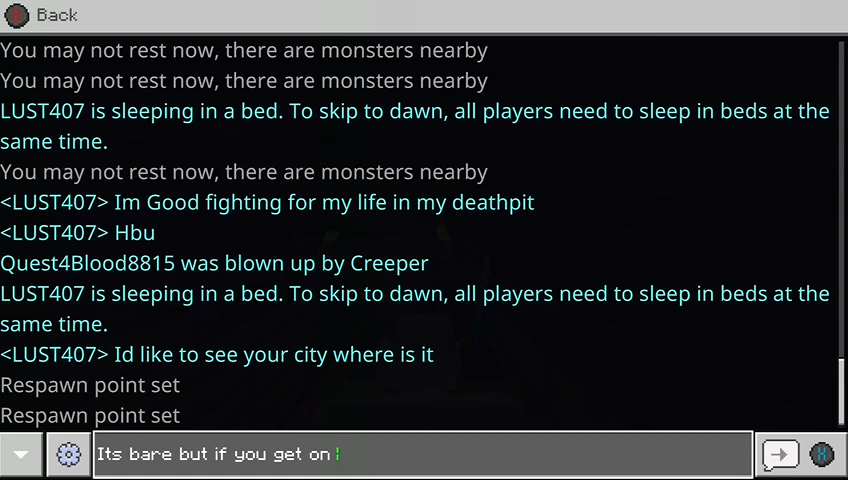 Back
You may not rest now, there are monsters nearby
You may not rest now, there are monsters nearby
LUST407 is sleeping in a bed. To skip to dawn, all players need to sleep in beds at the
same time.
You may not rest now, there are monsters nearby
<LUST407> Im Good fighting for my life in my deathpit
<LUST407> Hbu
Quest4Blood8815 was blown up by Creeper
LUST407 is sleeping in a bed. To skip to dawn, all players need to sleep in beds at the
same time.
<LUST407> Id like to see your city where is it
Respawn point set
Respawn point set
Its bare but if you get on
X